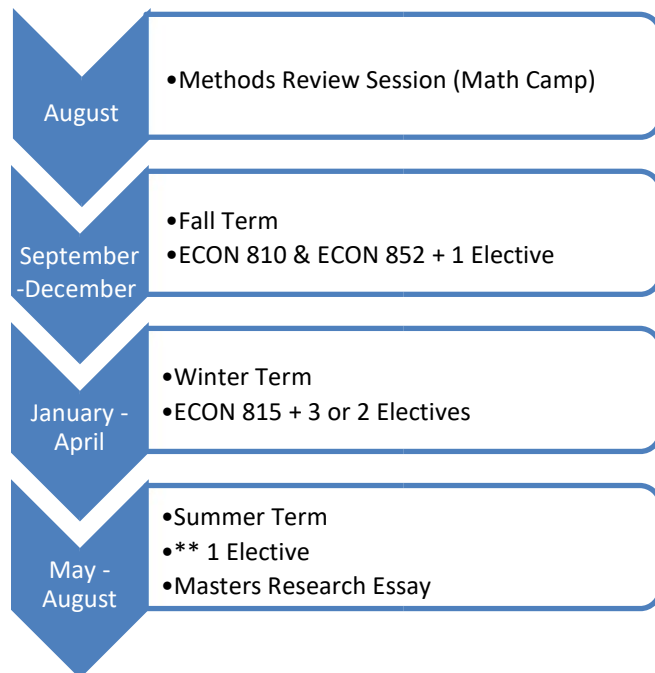 August
•Methods Review Session (Math Camp)
September
-December
•Fall Term
•ECON 810 & ECON 852 + 1 Elective
January -
April
•Winter Term
•ECON 815 + 3 or 2 Electives
May -
August
•Summer Term
•** 1 Elective
•Masters Research Essay